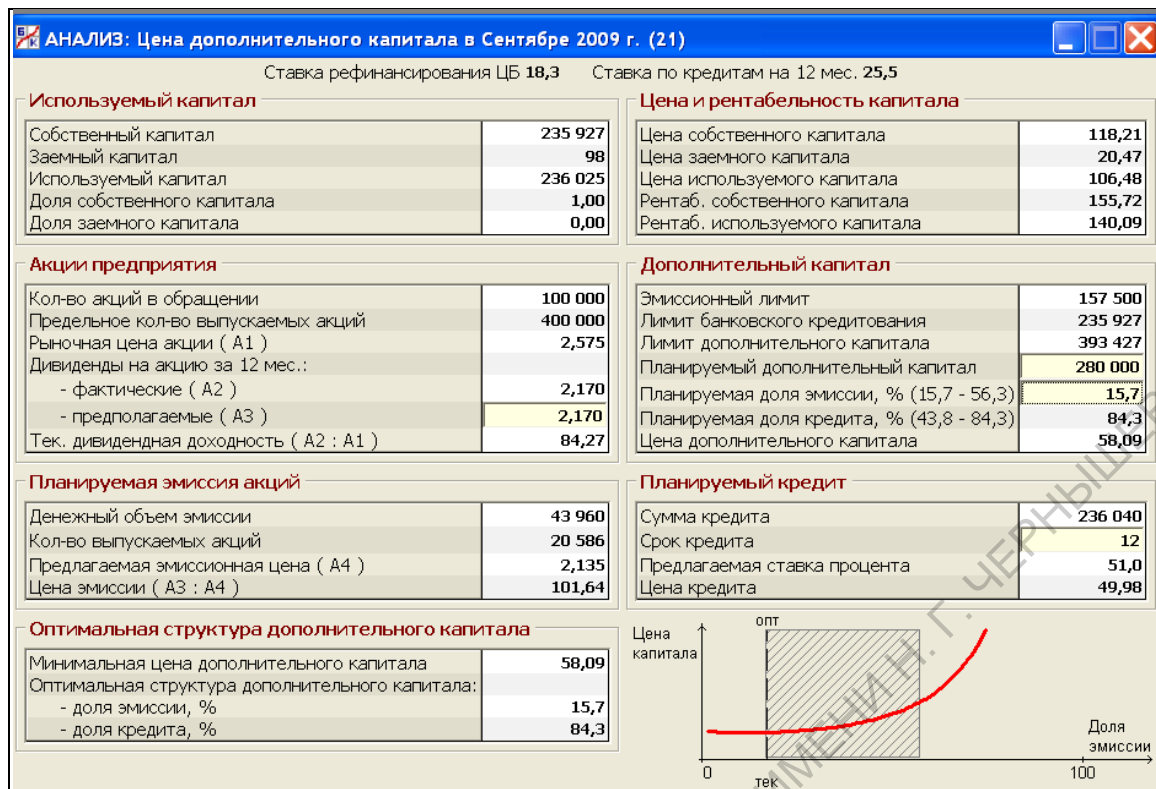 АНАЛИЗ: Цена дополнительного капитала в Сентябре 2009 г. (21)
Ставка рефинансирования ЦБ 18,3 Ставка по кредитам на 12 мес. 25,5
Используемый капитал
Собственный капитал 235 927
Заемный капитал 98
Используемый капитал 236 025
Доля собственного капитала 1,00
Доля заемного капитала 0,00
Цена и рентабельность капитала
Цена собственного капитала 118,21
Цена заемного капитала 20,47
Цена используемого капитала 106,48
Рентаб. собственного капитала 155,72
Рентаб. используемого капитала 140,09
Акции предприятия
Кол-во акций в обращении 100 000
Предельное кол-во выпускаемых акций 400 000
Рыночная цена акции ( А1 ) 2,575
Дивиденды на акцию за 12 мес.:
- фактические ( А2 ) 2,170
- предполагаемые ( А3 ) 2,170
Тек. дивидендная доходность ( А2 : А1 ) 84,27
Дополнительный капитал
Эмиссионный лимит 157 500
Лимит банковского кредитования 235 927
Лимит дополнительного капитала 393 427
Планируемый дополнительный капитал 280 000
Планируемая доля эмиссии, % (15,7 - 56,3) 15,7
Планируемая доля кредита, % (43,8 - 84,3) 84,3
Цена дополнительного капитала 58,09
Планируемая эмиссия акций
Денежный объем эмиссии 43 960
Кол-во выпускаемых акций 20 586
Предлагаемая эмиссионная цена ( А4 ) 2,135
Цена эмиссии ( А3 : А4 ) 101,64
Планируемый кредит
Сумма кредита 236 040
Срок кредита 12
Предлагаемая ставка процента 51,0
Цена кредита 49,98
Оптимальная структура дополнительного капитала
Минимальная цена дополнительного капитала 58,09
Оптимальная структура дополнительного капитала:
- доля эмиссии, % 15,7
- доля кредита, % 84,3
Цена капитала
опт
Доля эмиссии
0
тек
100
ИМЕНИ Н. Г. ЧЕРНЫШЕВ